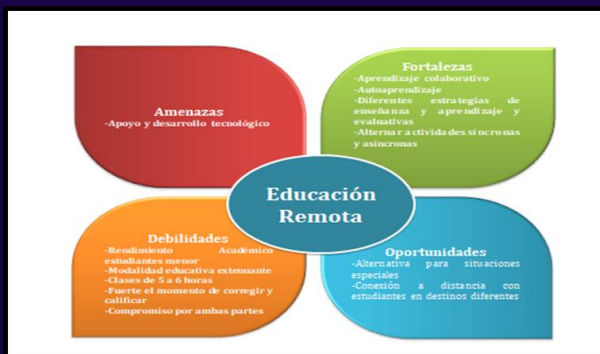 Amenazas
-Apoyo y desarrollo tecnológico
Fortalezas
-Aprendizaje colaborativo
-Autoaprendizaje
-Diferentes estrategias de
enseñanza y aprendizaje y
evaluativas
-Alternar actividades síncronas
y asíncronas
Educación
Remota
Debilidades
-Rendimiento Académico
estudiantes menor
-Modalidad educativa extenuante
-Clases de 5 a 6 horas
-Fuerte el momento de corregir y
calificar
-Compromiso por ambas partes
Oportunidades
-Alternativa para situaciones
especiales
-Conexión a distancia con
estudiantes en destinos diferentes